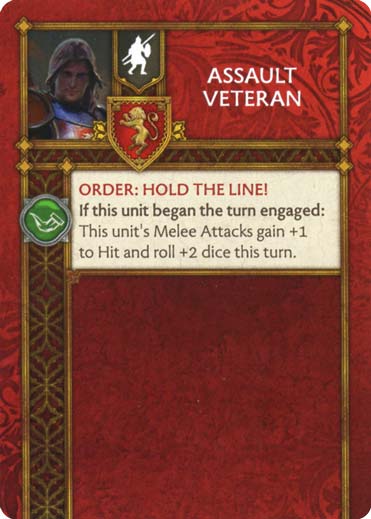 ASSAULT
VETERAN
ORDER: HOLD THE LINE!
If this unit began the turn engaged:
This unit's Melee Attacks gain +1
to Hit and roll +2 dice this turn.